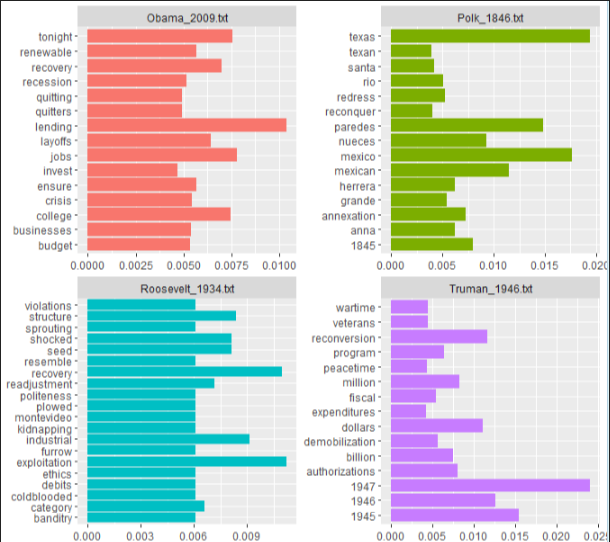 Obama_2009.txt
tonight
renewable
recovery
recession
quitting
quitters
lending
layoffs
jobs
invest
ensure
crisis
college
businesses
budget
0.0000 0.0025 0.0050 0.0075 0.0100
Polk_1846.txt
texas
texan
santa
rio
redress
reconquer
paredes
nueces
mexico
mexican
herrera
grande
annexation
anna
1845
0.000 0.005 0.010 0.015 0.020
Roosevelt_1934.txt
violations
structure
sprouting
shocked
seed
resemble
recovery
readjustment
politeness
plowed
montevideo
kidnapping
industrial
furrow
exploitation
ethics
debits
coldblooded
category
banditry
0.000 0.003 0.006 0.009
Truman_1946.txt
wartime
veterans
reconversion
program
peacetime
million
fiscal
expenditures
dollars
demobilization
billion
authorizations
1947
1946
1945
0.000 0.005 0.010 0.015 0.020